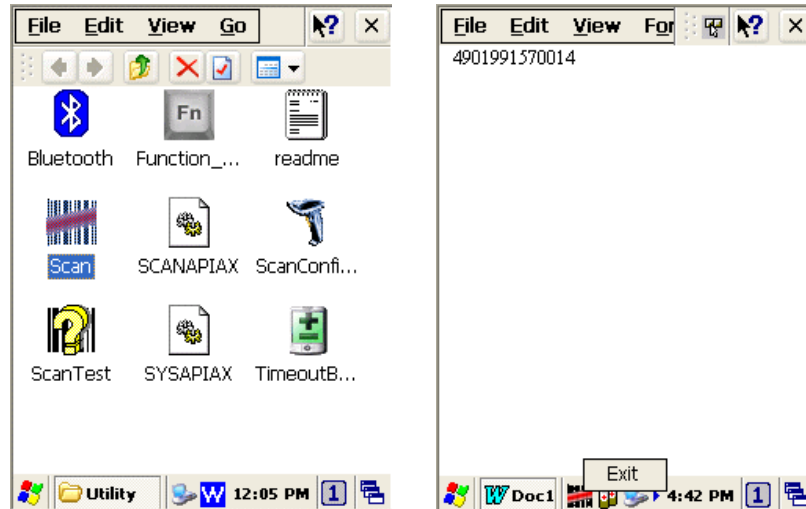 File Edit View Go
Fn
Bluetooth Function_... readme
Scan SCANAPIAX ScanConfi...
ScanTest SYSAPIAX TimeoutB...
Utility W 12:05 PM 1
File Edit View For
4901991570014
Exit
W Doc1 4:42 PM 1